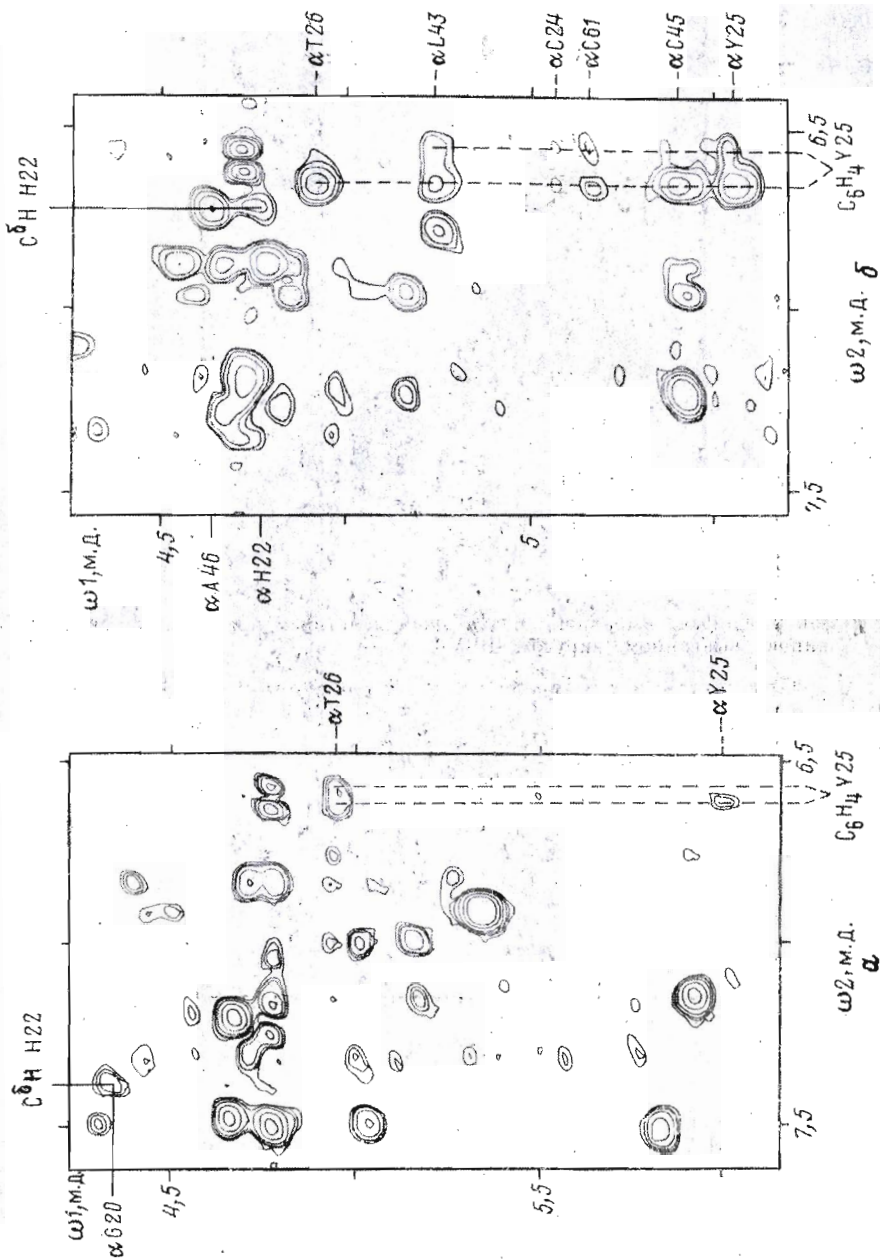 CᵟH H22
αT26
αL43
αC24
αC61
αC45
αY25
ω1, м.д.
4,5
αA46
αH22
5
6,5
C₆H₄ Y25
7,5
ω2, м.д. б
CᵟH H22
αT26
αY25
ω1, м.д.
αG20
4,5
5,5
6,5
C₆H₄ Y25
7,5
ω2, м.д.
а